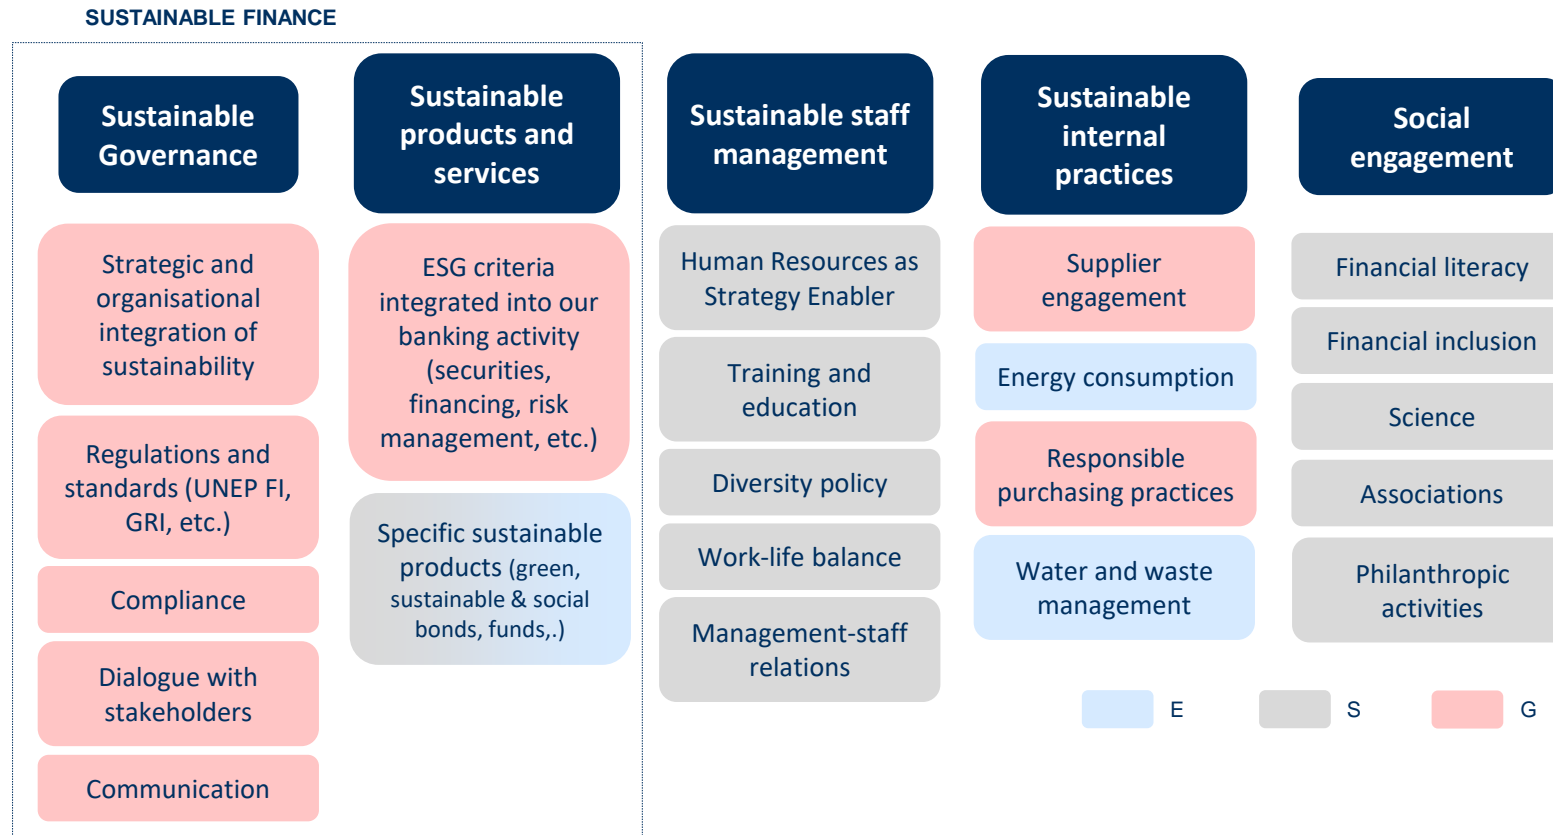 SUSTAINABLE FINANCE
Sustainable
Governance
Strategic and
organisational
integration of
sustainability
Regulations and
standards (UNEP FI,
GRI, etc.)
Compliance
Dialogue with
stakeholders
Communication
Sustainable
products and
services
ESG criteria
integrated into our
banking activity
(securities,
financing, risk
management, etc.)
Specific sustainable
products (green,
sustainable & social
bonds, funds,.)
Sustainable staff
management
Human Resources as
Strategy Enabler
Training and
education
Diversity policy
Work-life balance
Management-staff
relations
Sustainable
internal
practices
Supplier
engagement
Energy consumption
Responsible
purchasing practices
Water and waste
management
Social
engagement
Financial literacy
Financial inclusion
Science
Associations
Philanthropic
activities
E
S
G